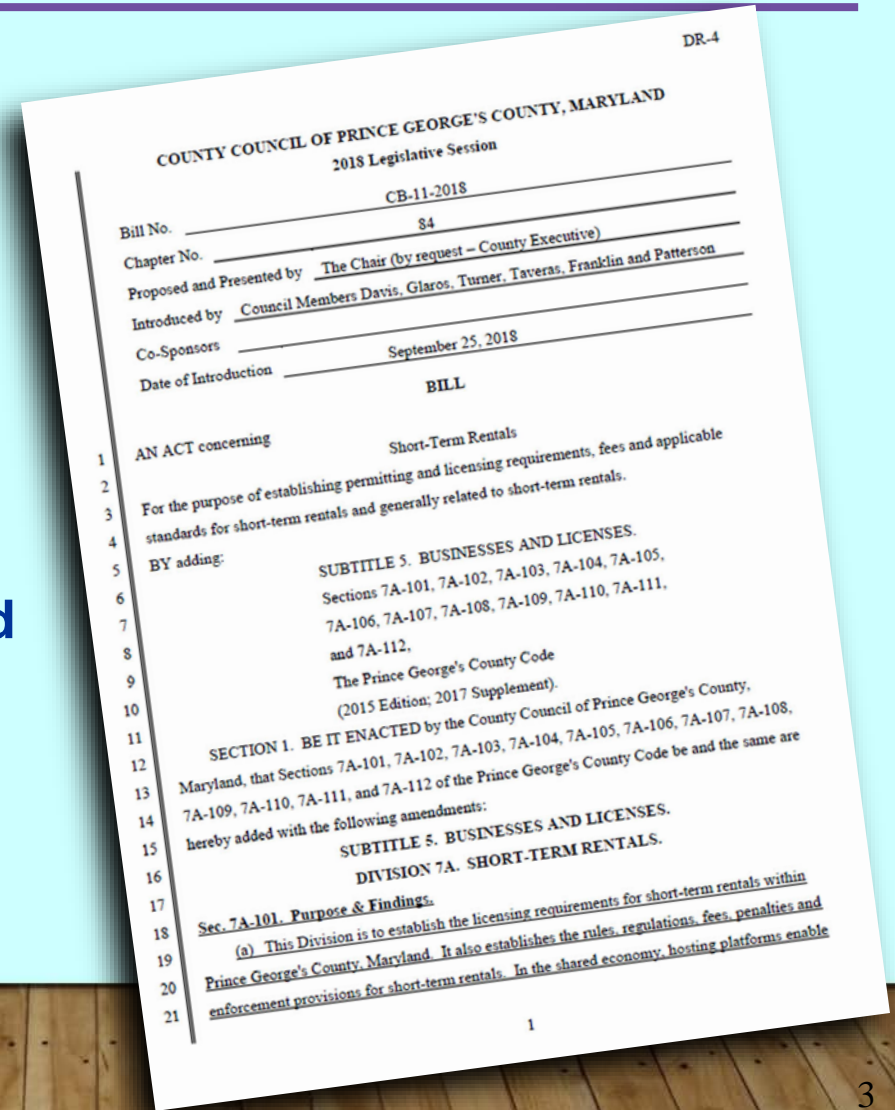 DR-4
COUNTY COUNCIL OF PRINCE GEORGE'S COUNTY, MARYLAND
2018 Legislative Session
Bill No. CB-11-2018
Chapter No. 84
Proposed and Presented by The Chair (by request – County Executive)
Introduced by Council Members Davis, Glaros, Turner, Taveras, Franklin and Patterson
Co-Sponsors
Date of Introduction September 25, 2018
BILL
1 AN ACT concerning
2 Short-Term Rentals
3 For the purpose of establishing permitting and licensing requirements, fees and applicable
4 standards for short-term rentals and generally related to short-term rentals.
5 BY adding:
6 SUBTITLE 5. BUSINESSES AND LICENSES.
7 Sections 7A-101, 7A-102, 7A-103, 7A-104, 7A-105,
8 7A-106, 7A-107, 7A-108, 7A-109, 7A-110, 7A-111,
9 and 7A-112,
10 The Prince George's County Code
11 (2015 Edition; 2017 Supplement).
12 SECTION 1. BE IT ENACTED by the County Council of Prince George's County,
13 Maryland, that Sections 7A-101, 7A-102, 7A-103, 7A-104, 7A-105, 7A-106, 7A-107, 7A-108,
14 7A-109, 7A-110, 7A-111, and 7A-112 of the Prince George's County Code be and the same are
15 hereby added with the following amendments:
16 SUBTITLE 5. BUSINESSES AND LICENSES.
17 DIVISION 7A. SHORT-TERM RENTALS.
18 Sec. 7A-101. Purpose & Findings.
19 (a) This Division is to establish the licensing requirements for short-term rentals within
20 Prince George's County, Maryland. It also establishes the rules, regulations, fees, penalties and
21 enforcement provisions for short-term rentals. In the shared economy, hosting platforms enable
1
d
3